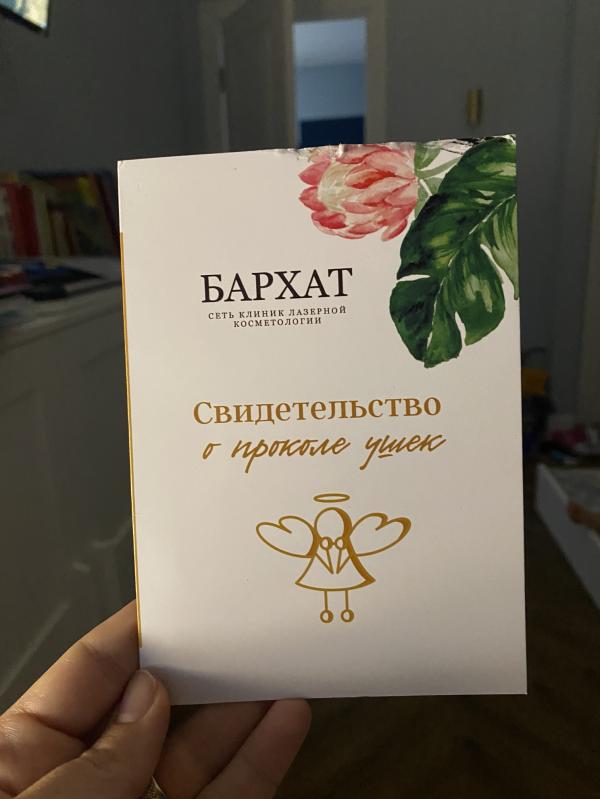 БАРХАТ
СЕТЬ КЛИНИК ЛАЗЕРНОЙ
КОСМЕТОЛОГИИ
Свидетельство
о проколе ушек